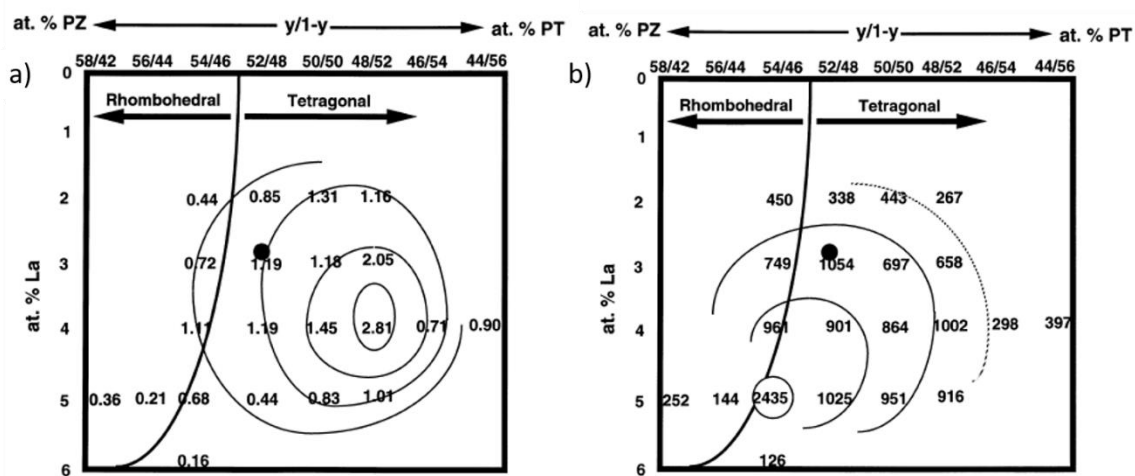 at. % PZ y/1-y at. % PT
a) 58/42 56/44 54/46 52/48 50/50 48/52 46/54 44/56
0
Rhombohedral Tetragonal
1
2 0.44 0.85 1.31 1.16
3 0.72 1.19 1.18 2.05
at. % La
4 1.11 1.19 1.45 2.81 0.71 0.90
5 0.36 0.21 0.68 0.44 0.83 1.01
6 0.16
at. % PZ y/1-y at. % PT
b) 58/42 56/44 54/46 52/48 50/50 48/52 46/54 44/56
0
Rhombohedral Tetragonal
1
2 450 338 443 267
3 749 1054 697 658
at. % La
4 961 901 864 1002 298 397
5 252 144 2435 1025 951 916
6 126